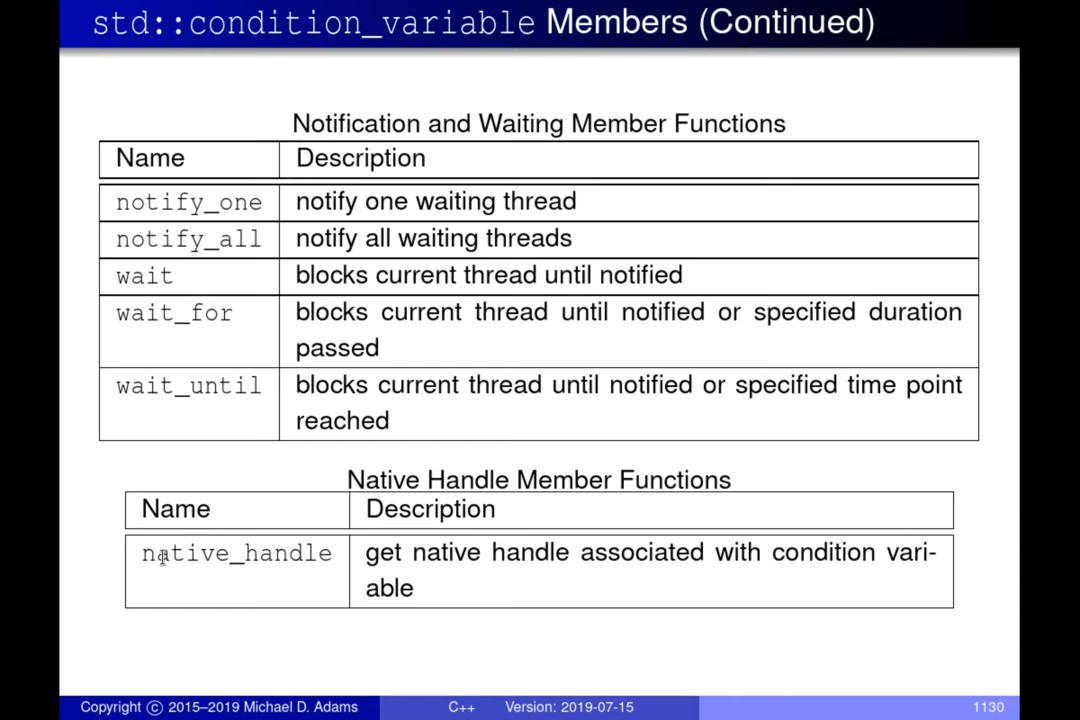 std::condition_variable Members (Continued)
Notification and Waiting Member Functions
Name Description
notify_one notify one waiting thread
notify_all notify all waiting threads
wait blocks current thread until notified
wait_for blocks current thread until notified or specified duration
passed
wait_until blocks current thread until notified or specified time point
reached
Native Handle Member Functions
Name Description
native_handle get native handle associated with condition vari-
able
Copyright © 2015–2019 Michael D. Adams C++ Version: 2019-07-15 1130